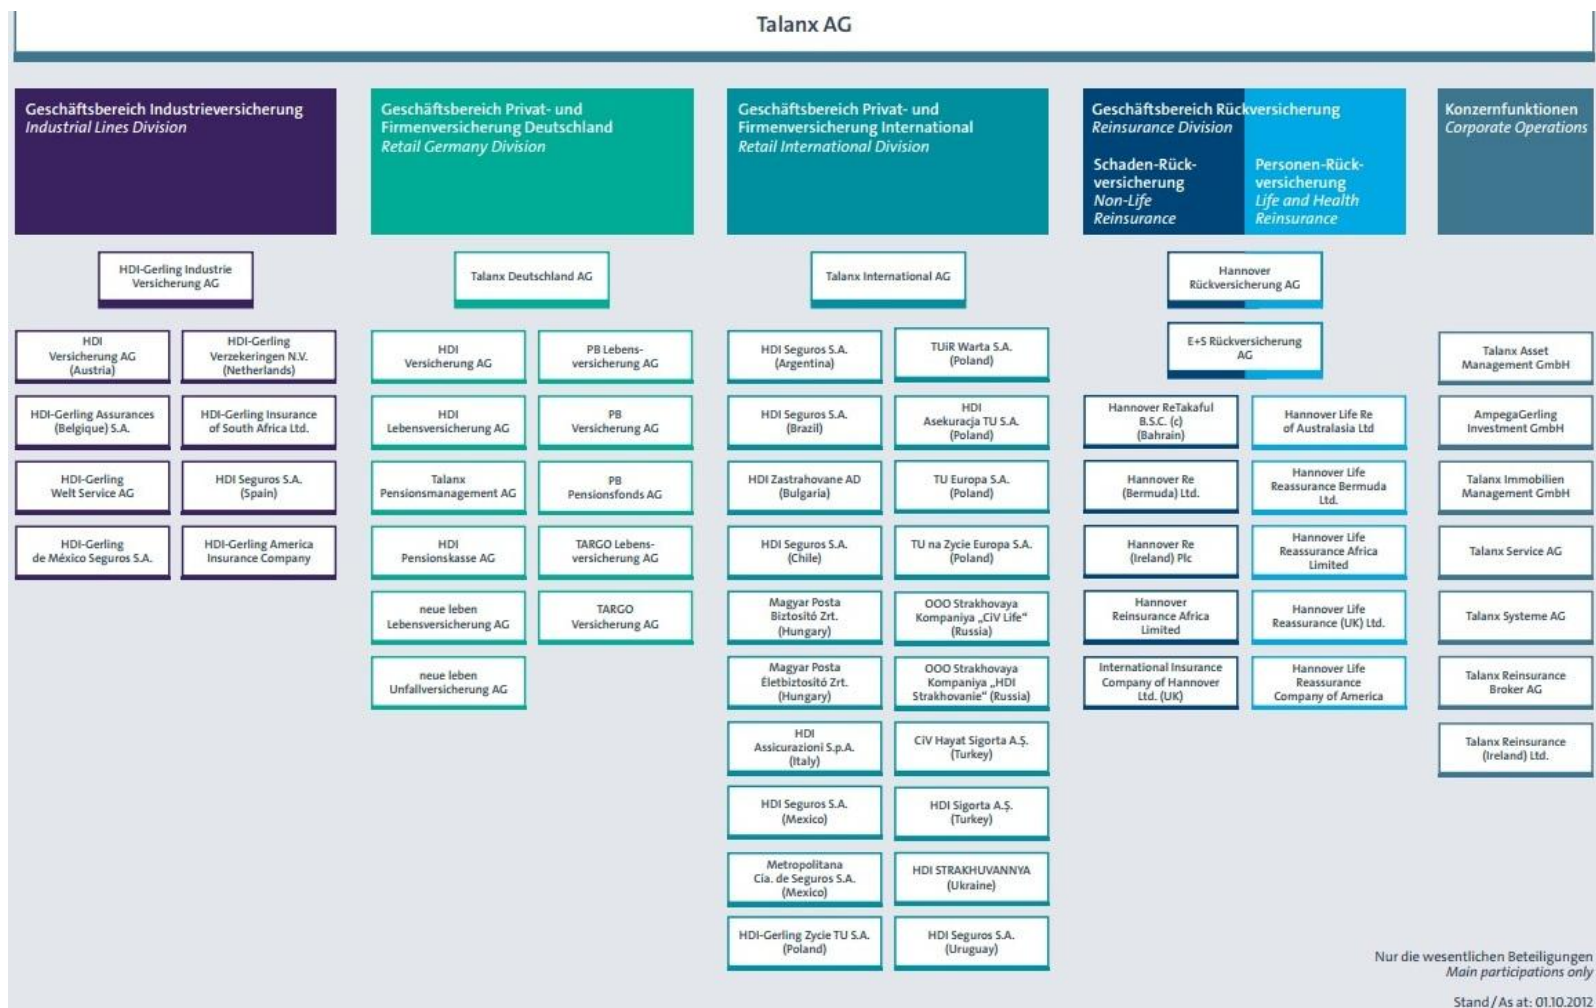 Talanx AG
Geschäftsbereich Industrieversicherung
Industrial Lines Division
Geschäftsbereich Privat- und
Firmenversicherung Deutschland
Retail Germany Division
Geschäftsbereich Privat- und
Firmenversicherung International
Retail International Division
Geschäftsbereich Rückversicherung
Reinsurance Division
Schaden-Rück-
versicherung
Non-Life
Reinsurance
Personen-Rück-
versicherung
Life and Health
Reinsurance
Konzernfunktionen
Corporate Operations
HDI-Gerling Industrie
Versicherung AG
HDI
Versicherung AG
(Austria)
HDI-Gerling
Verzekeringen N.V.
(Netherlands)
HDI-Gerling Assurances
(Belgique) S.A.
HDI-Gerling Insurance
of South Africa Ltd.
HDI-Gerling
Welt Service AG
HDI Seguros S.A.
(Spain)
HDI-Gerling
de México Seguros S.A.
HDI-Gerling America
Insurance Company
Talanx Deutschland AG
HDI
Versicherung AG
PB Lebens-
versicherung AG
HDI
Lebensversicherung AG
PB
Versicherung AG
Talanx
Pensionsmanagement AG
PB
Pensionsfonds AG
HDI
Pensionskasse AG
TARGO Lebens-
versicherung AG
neue leben
Lebensversicherung AG
TARGO
Versicherung AG
neue leben
Unfallversicherung AG
Talanx International AG
HDI Seguros S.A.
(Argentina)
TUiR Warta S.A.
(Poland)
HDI Seguros S.A.
(Brazil)
HDI
Asekuracja TU S.A.
(Poland)
HDI Zastrahovane AD
(Bulgaria)
TU Europa S.A.
(Poland)
HDI Seguros S.A.
(Chile)
TU na Zycie Europa S.A.
(Poland)
Magyar Posta
Biztosító Zrt.
(Hungary)
OOO Strakhovaya
Kompaniya „CiV Life“
(Russia)
Magyar Posta
Életbiztosító Zrt.
(Hungary)
OOO Strakhovaya
Kompaniya „HDI
Strakhovanie“ (Russia)
HDI
Assicurazioni S.p.A.
(Italy)
CiV Hayat Sigorta A.Ş.
(Turkey)
HDI Seguros S.A.
(Mexico)
HDI Sigorta A.Ş.
(Turkey)
Metropolitana
Cía. de Seguros S.A.
(Mexico)
HDI STRAKHUVANNYA
(Ukraine)
HDI-Gerling Zycie TU S.A.
(Poland)
HDI Seguros S.A.
(Uruguay)
Hannover
Rückversicherung AG
E+S Rückversicherung
AG
Hannover ReTakaful
B.S.C. (c)
(Bahrain)
Hannover Life Re
of Australasia Ltd
Hannover Re
(Bermuda) Ltd.
Hannover Life
Reassurance Bermuda
Ltd.
Hannover Re
(Ireland) Plc
Hannover Life
Reassurance Africa
Limited
Hannover
Reinsurance Africa
Limited
Hannover Life
Reassurance (UK) Ltd.
International Insurance
Company of Hannover
Ltd. (UK)
Hannover Life
Reassurance
Company of America
Talanx Asset
Management GmbH
AmpegaGerling
Investment GmbH
Talanx Immobilien
Management GmbH
Talanx Service AG
Talanx Systeme AG
Talanx Reinsurance
Broker AG
Talanx Reinsurance
(Ireland) Ltd.
Nur die wesentlichen Beteiligungen
Main participations only
Stand/As at: 01.10.2012